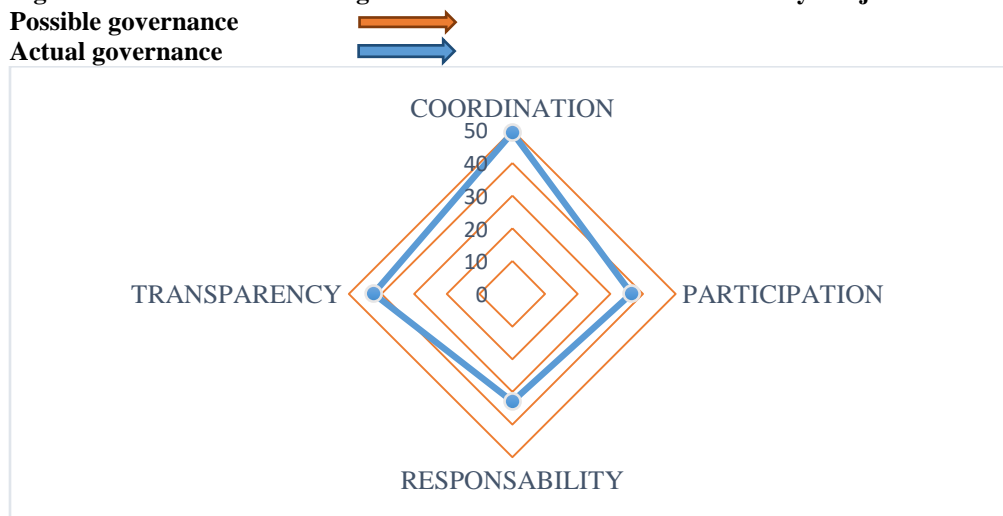 Possible governance
Actual governance
COORDINATION
50
40
30
20
10
0
TRANSPARENCY
PARTICIPATION
RESPONSABILITY